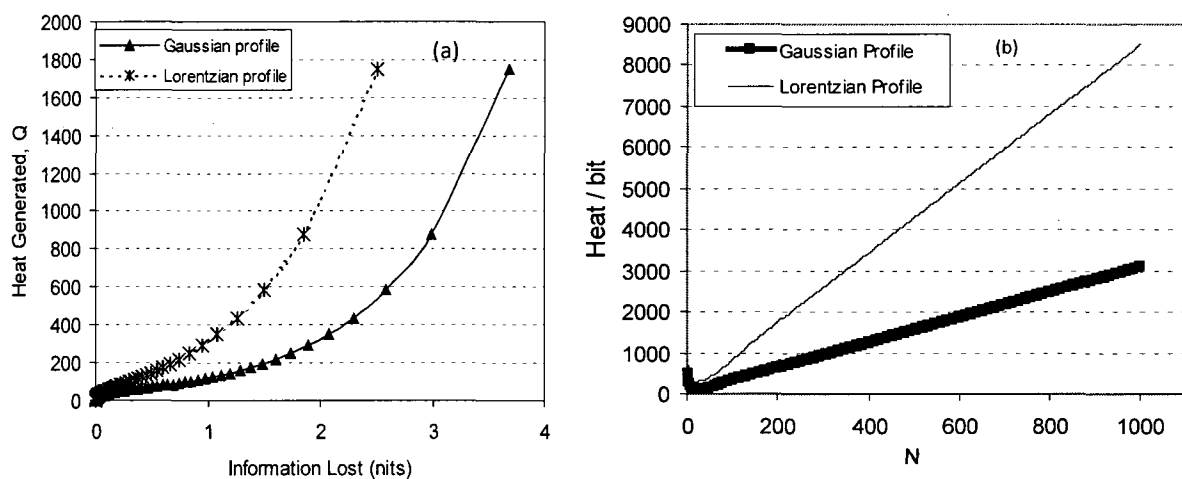 2000
1800
1600
1400
1200
1000
800
600
400
200
0
Gaussian profile
Lorentzian profile
(a)
Heat Generated, Q
0 1 2 3 4
Information Lost (nits)
9000
8000
7000
6000
5000
4000
3000
2000
1000
0
Gaussian Profile
Lorentzian Profile
(b)
Heat / bit
0 200 400 600 800 1000
N